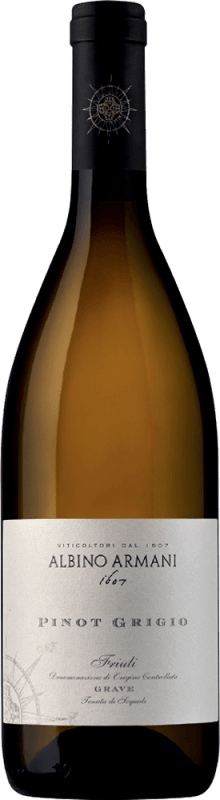 VITICOLTORI DAL 1607
ALBINO ARMANI
1607
PINOT GRIGIO
Friuli
Denominazione di Origine Controllata
GRAVE
Tenuta di Sequals